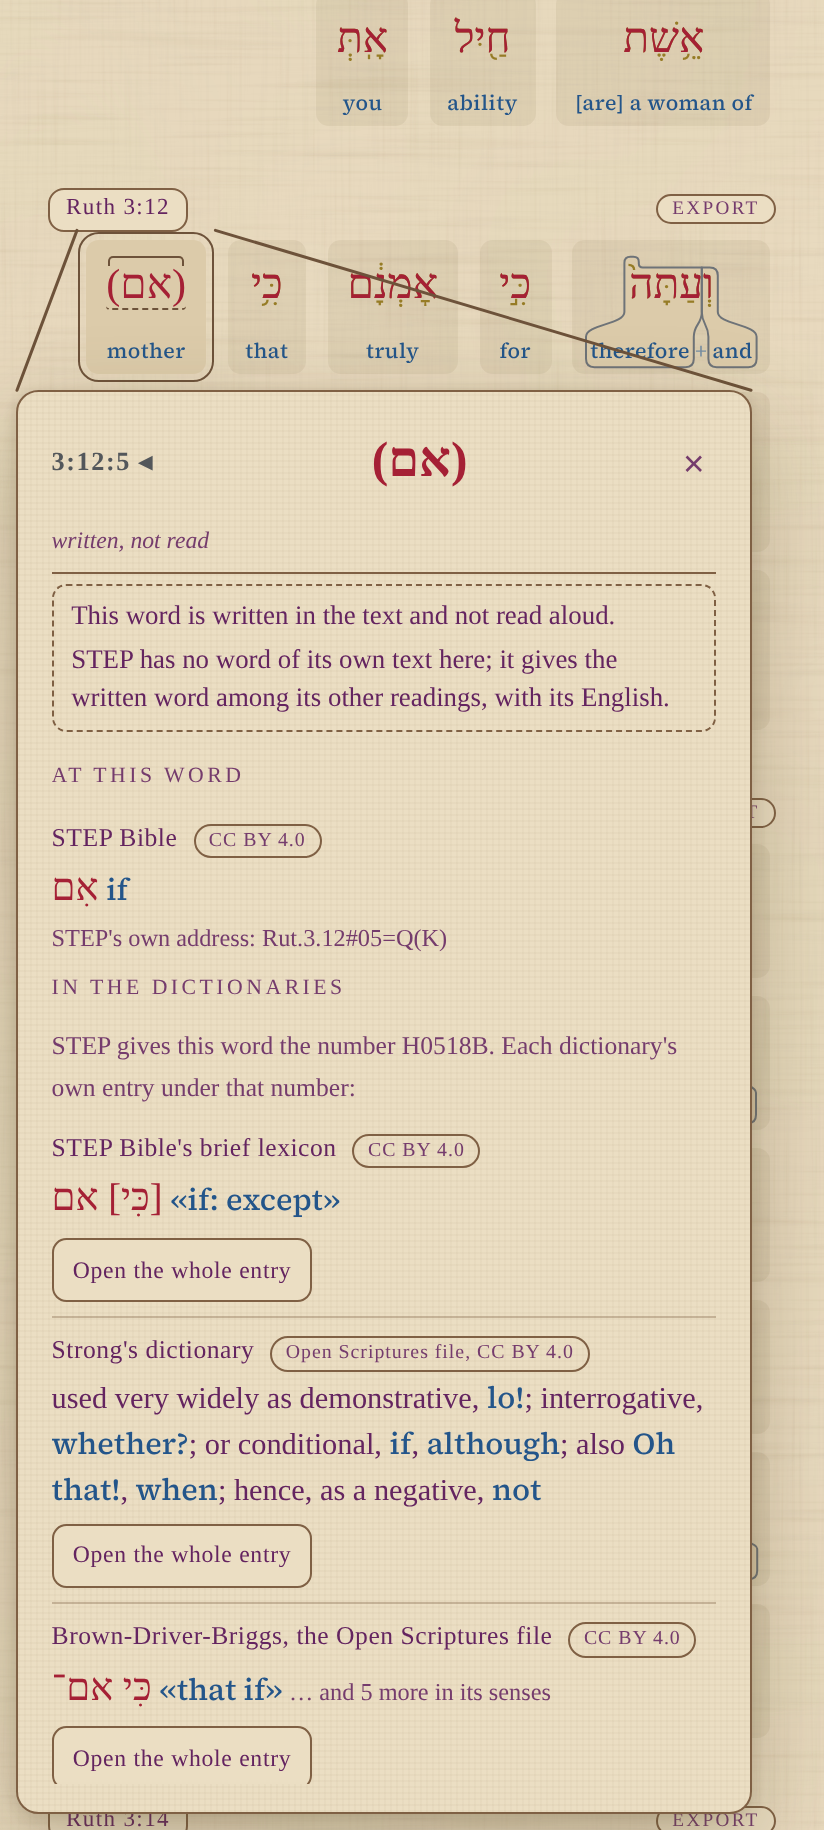 אֵ֥שֶׁת חַ֖יִל אָֽתְּ׃
[are] a woman of ability you
Ruth 3:12 EXPORT
וְעַתָּה֙ כִּ֣י אָמְנָ֔ם כִּ֥י (אם)
and + therefore for truly that mother
3:12:5 ◄ (אם) ×
written, not read
This word is written in the text and not read aloud.
STEP has no word of its own text here; it gives the
written word among its other readings, with its English.
AT THIS WORD
STEP Bible CC BY 4.0
אִם if
STEP's own address: Rut.3.12#05=Q(K)
IN THE DICTIONARIES
STEP gives this word the number H0518B. Each dictionary's
own entry under that number:
STEP Bible's brief lexicon CC BY 4.0
[כִּי] אם «if: except»
Open the whole entry
Strong's dictionary Open Scriptures file, CC BY 4.0
used very widely as demonstrative, lo!; interrogative,
whether?; or conditional, if, although; also Oh
that!, when; hence, as a negative, not
Open the whole entry
Brown-Driver-Briggs, the Open Scriptures file CC BY 4.0
כִּי אם־ «that if» … and 5 more in its senses
Open the whole entry
Ruth 3:14 EXPORT